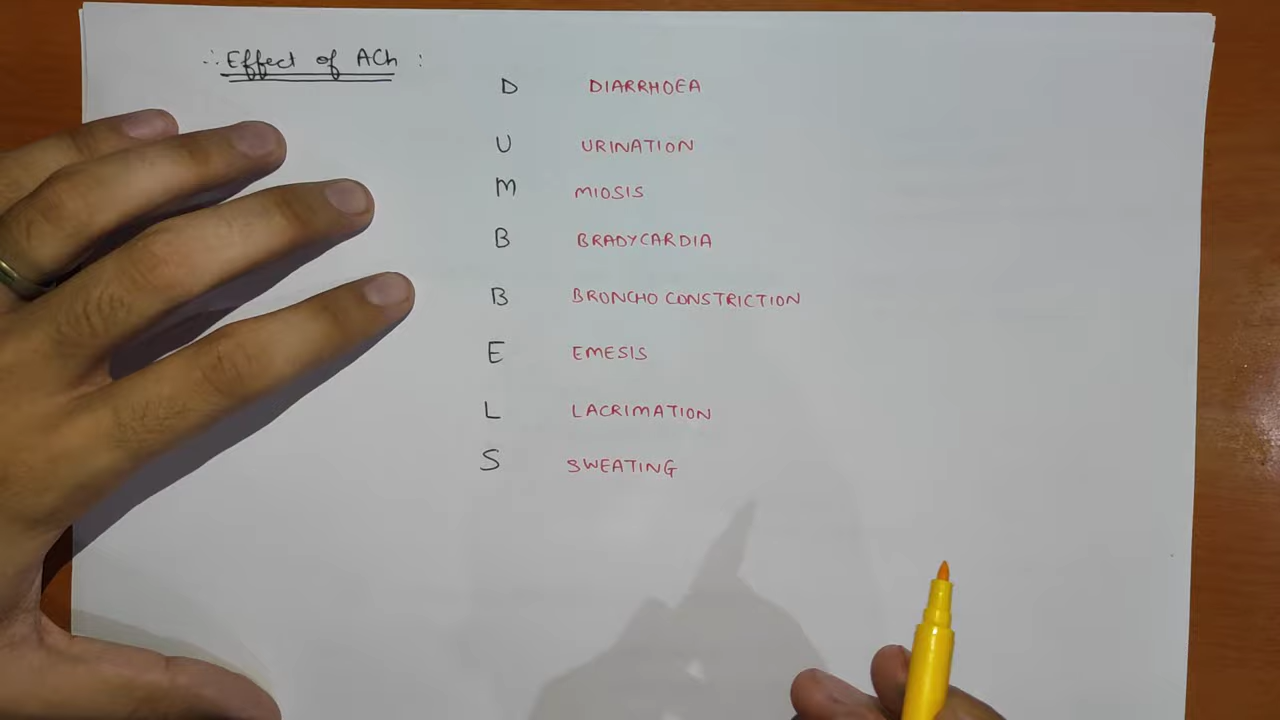 ∴ Effect of ACh :
D DIARRHOEA
U URINATION
M MIOSIS
B BRADYCARDIA
B BRONCHO CONSTRICTION
E EMESIS
L LACRIMATION
S SWEATING